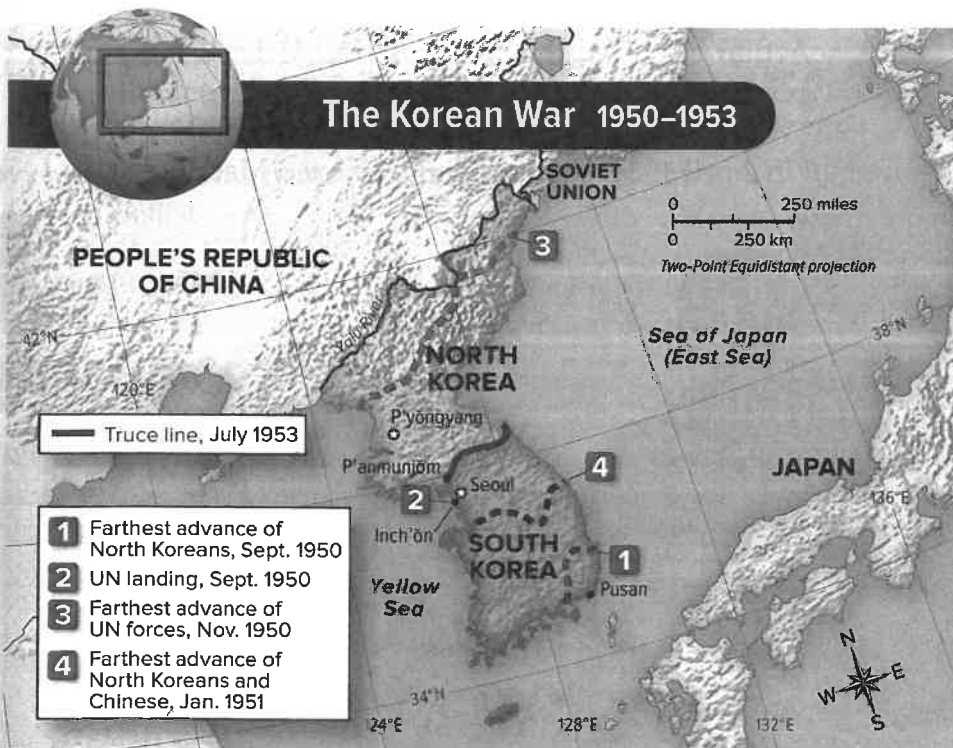 The Korean War 1950–1953
SOVIET
UNION
0 250 miles
0 250 km
Two-Point Equidistant projection
3
PEOPLE'S REPUBLIC
OF CHINA
42°N
Yalu River
Sea of Japan
(East Sea)
38°N
NORTH
KOREA
120°E
P'yŏngyang
Truce line, July 1953
P'anmunjŏm
4
JAPAN
Seoul
2
136°E
Inch'ŏn
SOUTH
KOREA
1
Pusan
Yellow
Sea
1 Farthest advance of
North Koreans, Sept. 1950
2 UN landing, Sept. 1950
3 Farthest advance of
UN forces, Nov. 1950
4 Farthest advance of
North Koreans and
Chinese, Jan. 1951
34°N
24°E
128°E
132°E
N
W
E
S